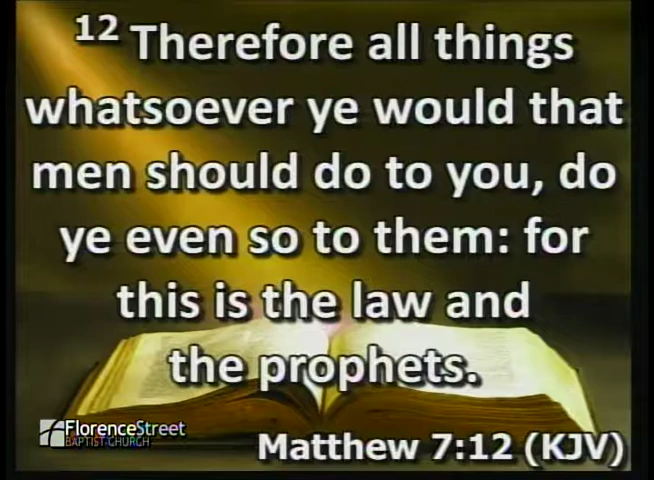 12 Therefore all things
whatsoever ye would that
men should do to you, do
ye even so to them: for
this is the law and
the prophets.
FlorenceStreet
BAPTIST CHURCH
Matthew 7:12 (KJV)